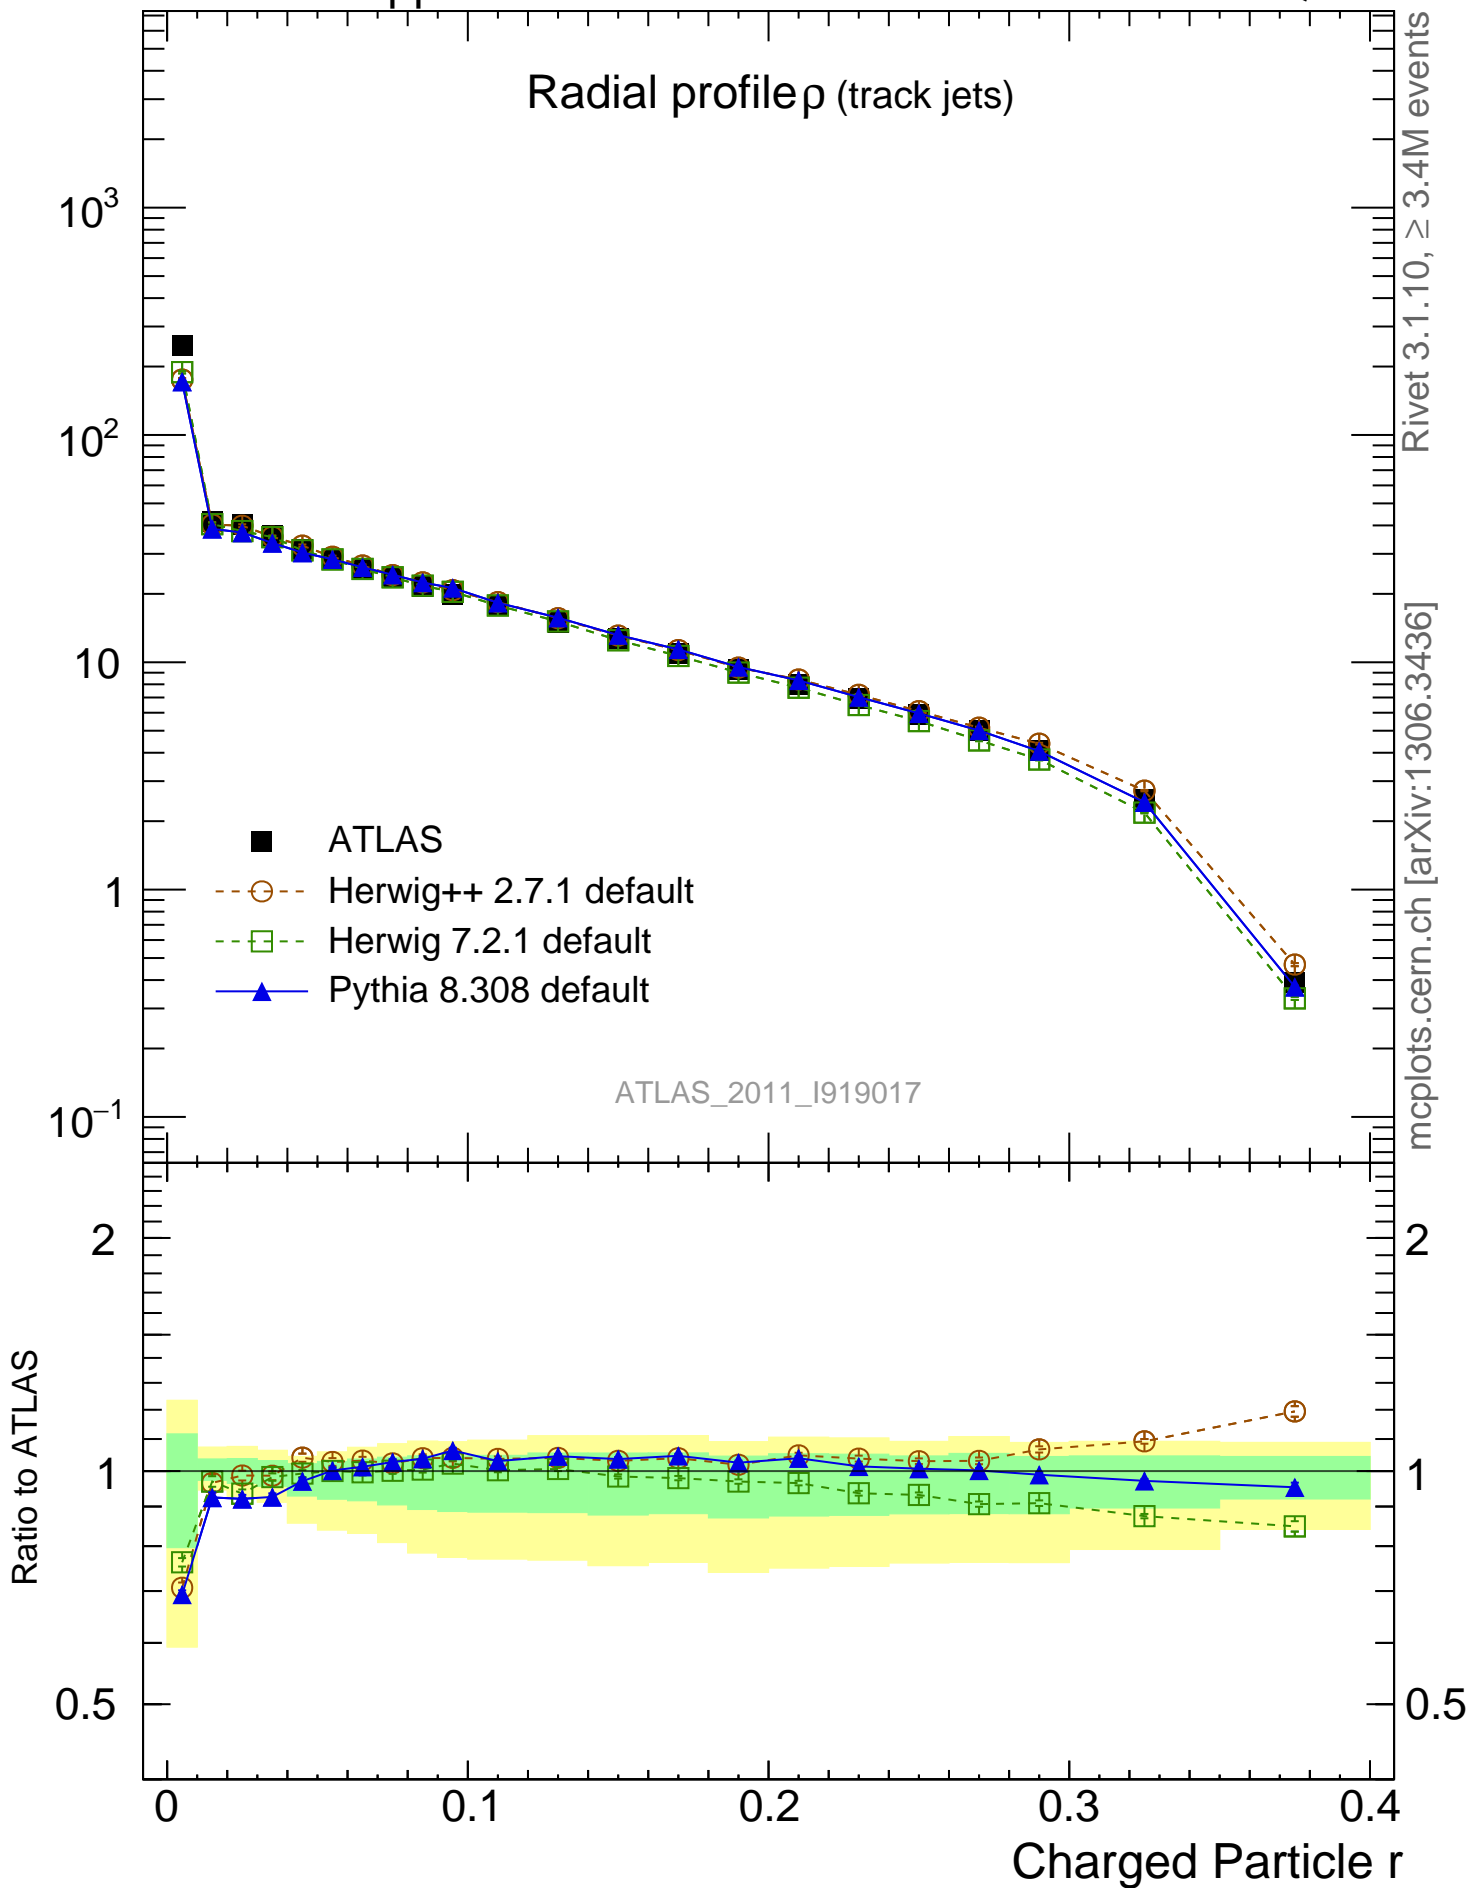 Radial profile ρ (track jets)
10³
10²
10
1
10⁻¹
ATLAS
Herwig++ 2.7.1 default
Herwig 7.2.1 default
Pythia 8.308 default
ATLAS_2011_I919017
Rivet 3.1.10, ≥ 3.4M events
mcplots.cern.ch [arXiv:1306.3436]
Ratio to ATLAS
2
1
0.5
2
1
0.5
0 0.1 0.2 0.3 0.4
Charged Particle r